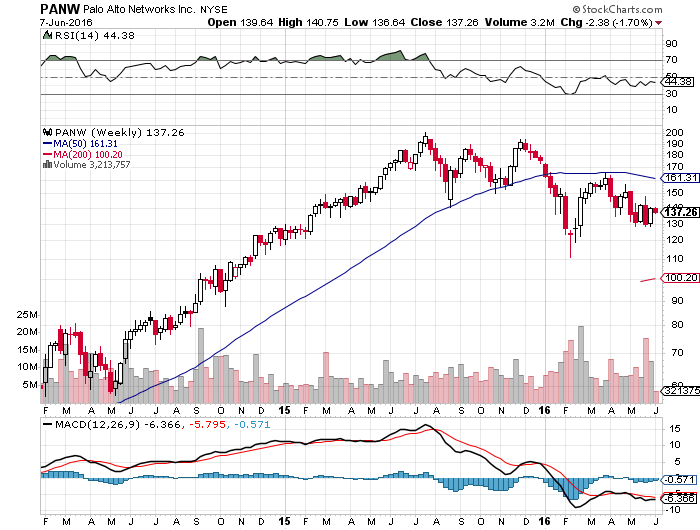 PANW Palo Alto Networks Inc. NYSE © StockCharts.com
7-Jun-2016 Open 139.64 High 140.75 Low 136.64 Close 137.26 Volume 3.2M Chg -2.38 (-1.70%)
RSI(14) 44.38
90
70
50
44.38
30
10
PANW (Weekly) 137.26
MA(50) 161.31
MA(200) 100.20
Volume 3,213,757
200
190
180
170
161.31
150
140
137.26
130
120
110
100.20
90
80
70
60
25M
20M
15M
10M
5M
321375
F M A M J J A S O N D 15 F M A M J J A S O N D 16 F M A M J
MACD(12,26,9) -6.366, -5.795, -0.571
15
10
5
-0.571
-5
-6.366
-10
F M A M J J A S O N D 15 F M A M J J A S O N D 16 F M A M J